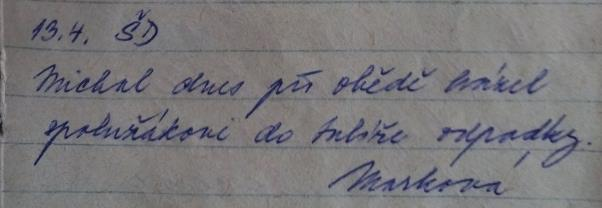 13.4. ŠD
Michal dnes při obědě házel
spolužákovi do talíře odpadky.
Marková